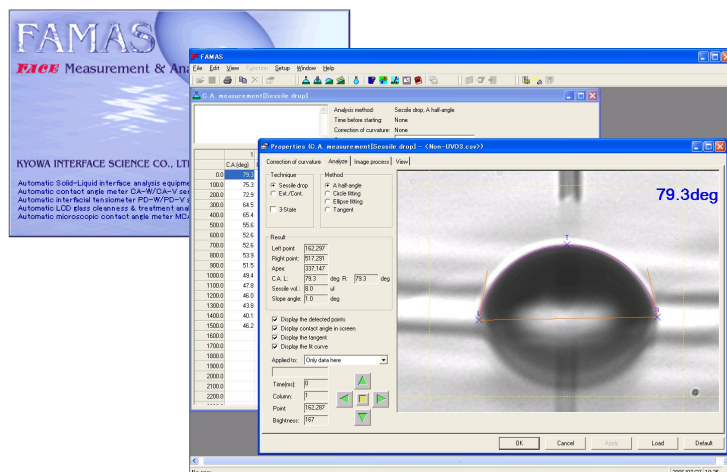 FAMAS
FACE Measurement & Ana
KYOWA INTERFACE SCIENCE CO., LT
Automatic Solid-Liquid interface analysis equipme
Automatic contact angle meter CA-W/CA-V se
Automatic interfacial tensiometer PD-W/PD-V s
Automatic LCD glass cleanness & treatment anal
Automatic microscopic contact angle meter MCA
FAMAS
File Edit View Function Setup Window Help
C.A. measurement[Sessile drop]
Analysis method: Sessile drop, A half-angle
Time before starting: None
Correction of curvature: None
1
C.A.(deg)
0.0 79.3
100.0 75.3
200.0 72.9
300.0 64.5
400.0 65.4
500.0 55.6
600.0 52.6
700.0 52.6
800.0 53.9
900.0 51.5
1000.0 49.4
1100.0 47.8
1200.0 46.0
1300.0 43.8
1400.0 40.1
1500.0 46.2
1600.0
1700.0
1800.0
1900.0
2000.0
2100.0
2200.0
Properties (C.A. measurement[Sessile drop] - <Non-UVO3.csv>)
Correction of curvature Analyze Image process View
Technique
Sessile drop
Ext./Cont.
3-State
Method
A half-angle
Circle fitting
Ellipse fitting
Tangent
Result
Left point: 162,297
Right point: 517,291
Apex: 337,147
C.A. L: 79.3 deg R: 79.3 deg
Sessile vol.: 8.0 ul
Slope angle: 1.0 deg
Display the detected points
Display contact angle in screen
Display the tangent
Display the fit curve
Applied to: Only data here
Time(ms): 0
Column: 1
Point 162,287
Brightness: 167
79.3deg
T
L
R
OK Cancel Apply Load Default